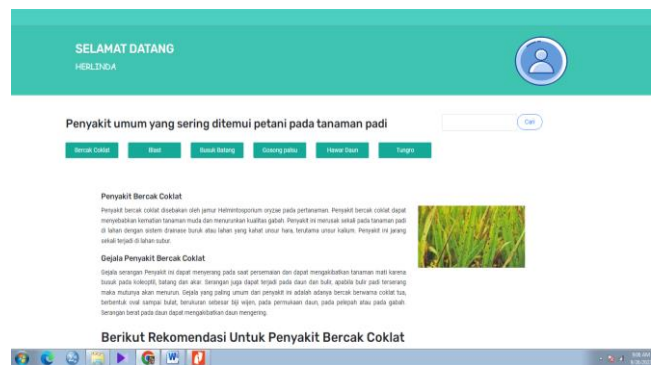 SELAMAT DATANG
HERLINDA
Penyakit umum yang sering ditemui petani pada tanaman padi
Cari
Bercak Coklat Blast Busuk Batang Gosong palsu Hawar Daun Tungro
Penyakit Bercak Coklat
Penyakit bercak coklat disebakan oleh jamur Helmintosporium oryzae pada pertanaman. Penyakit bercak coklat dapat
menyebabkan kematian tanaman muda dan menurunkan kualitas gabah. Penyakit ini merusak sekali pada tanaman padi
di lahan dengan sistem drainase buruk atau lahan yang kahat unsur hara, terutama unsur kalium. Penyakit ini jarang
sekali terjadi di lahan subur.
Gejala Penyakit Bercak Coklat
Gejala serangan Penyakit ini dapat menyerang pada saat persemaian dan dapat mengakibatkan tanaman mati karena
busuk pada koleoptil, batang dan akar. Serangan juga dapat terjadi pada daun dan bulir, apabila bulir padi terserang
maka mutunya akan menurun. Gejala yang paling umum dari penyakit ini adalah adanya bercak berwarna coklat tua,
berbentuk oval sampai bulat, berukuran sebesar biji wijen, pada permukaan daun, pada pelepah atau pada gabah.
Serangan berat pada daun dapat mengakibatkan daun mengering.
Berikut Rekomendasi Untuk Penyakit Bercak Coklat